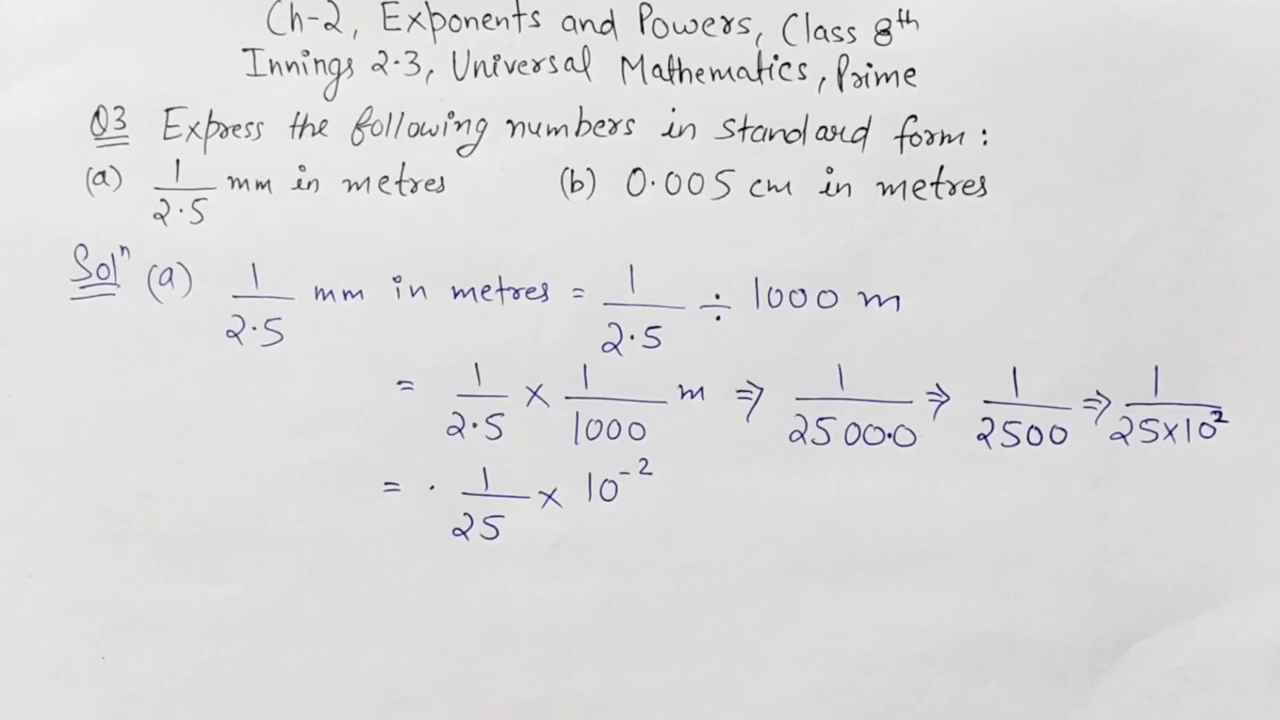 Ch-2, Exponents and Powers, Class 8th
Innings 2.3, Universal Mathematics, Prime
Q3 Express the following numbers in standard form :
(a) 1/2.5 mm in metres (b) 0.005 cm in metres
Solⁿ (a) 1/2.5 mm in metres = 1/2.5 ÷ 1000 m
= 1/2.5 × 1/1000 m ⇒ 1/2500.0 ⇒ 1/2500 ⇒ 1/25×10²
= . 1/25 × 10⁻²